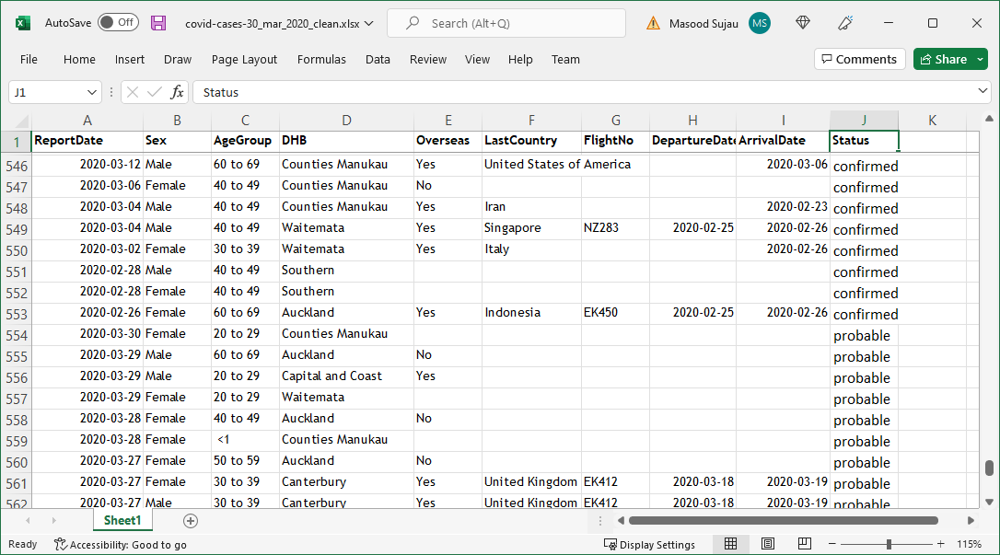 AutoSave Off covid-cases-30_mar_2020_clean.xlsx Search (Alt+Q) Masood Sujau MS
File Home Insert Draw Page Layout Formulas Data Review View Help Team Comments Share
J1 fx Status
A B C D E F G H I J K
1 ReportDate Sex AgeGroup DHB Overseas LastCountry FlightNo DepartureDate ArrivalDate Status
546 2020-03-12 Male 60 to 69 Counties Manukau Yes United States of America 2020-03-06 confirmed
547 2020-03-06 Female 40 to 49 Counties Manukau No confirmed
548 2020-03-04 Male 40 to 49 Counties Manukau Yes Iran 2020-02-23 confirmed
549 2020-03-04 Male 40 to 49 Waitemata Yes Singapore NZ283 2020-02-25 2020-02-26 confirmed
550 2020-03-02 Female 30 to 39 Waitemata Yes Italy 2020-02-26 confirmed
551 2020-02-28 Male 40 to 49 Southern confirmed
552 2020-02-28 Female 40 to 49 Southern confirmed
553 2020-02-26 Female 60 to 69 Auckland Yes Indonesia EK450 2020-02-25 2020-02-26 confirmed
554 2020-03-30 Female 20 to 29 Counties Manukau probable
555 2020-03-29 Male 60 to 69 Auckland No probable
556 2020-03-29 Male 20 to 29 Capital and Coast Yes probable
557 2020-03-29 Female 20 to 29 Waitemata probable
558 2020-03-28 Female 40 to 49 Auckland No probable
559 2020-03-28 Female <1 Counties Manukau probable
560 2020-03-27 Female 50 to 59 Auckland No probable
561 2020-03-27 Female 30 to 39 Canterbury Yes United Kingdom EK412 2020-03-18 2020-03-19 probable
562 2020-03-27 Male 30 to 39 Canterbury Yes United Kingdom EK412 2020-03-18 2020-03-19 probable
Sheet1
Ready Accessibility: Good to go Display Settings 115%